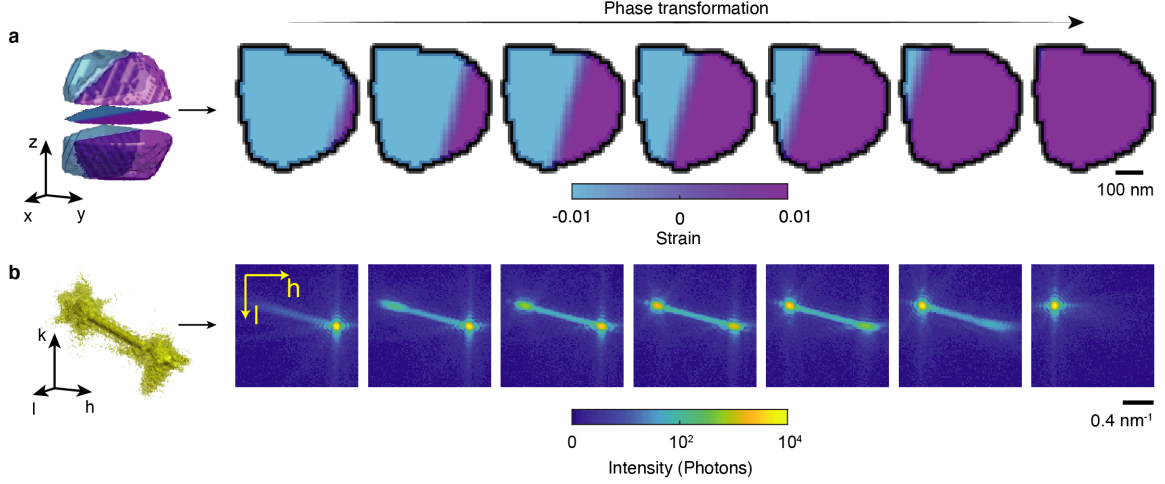 Phase transformation
a
z
x
y
100 nm
-0.01
0
0.01
Strain
b
h
l
k
l
h
0.4 nm-1
0
102
104
Intensity (Photons)